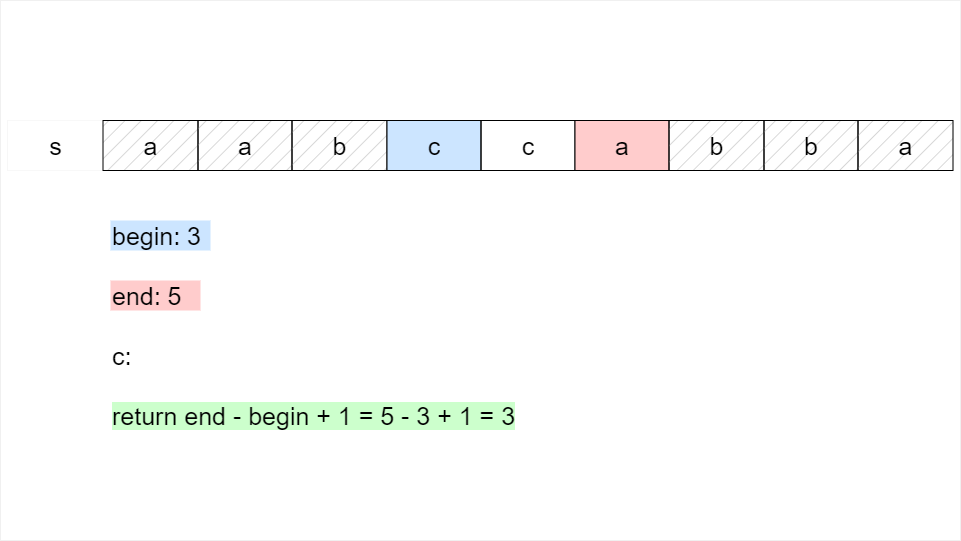 s a a b c c a b b a
begin: 3
end: 5
c:
return end - begin + 1 = 5 - 3 + 1 = 3